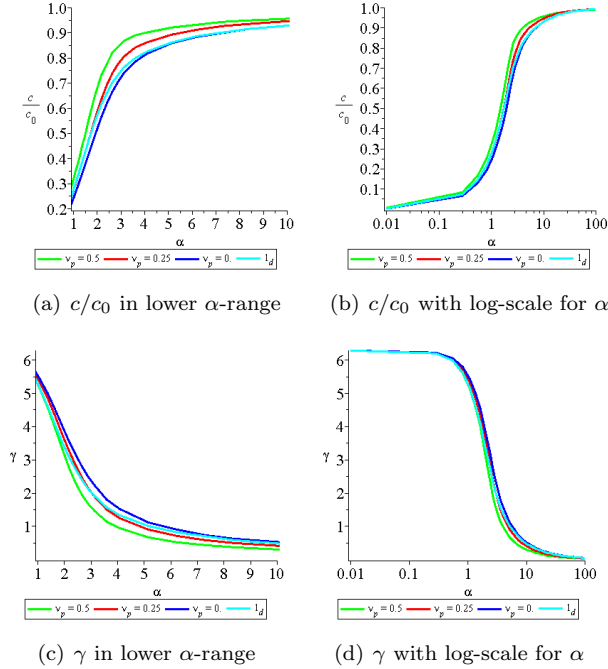 1.0
0.9
0.8
0.7
0.6
0.5
0.4
0.3
0.2
c/c0
1 2 3 4 5 6 7 8 9 10
α
νp = 0.5 νp = 0.25 νp = 0. 1d
(a) c/c0 in lower α-range
1.0
0.9
0.8
0.7
0.6
0.5
0.4
0.3
0.2
0.1
c/c0
0.01 0.1 1 10 100
α
νp = 0.5 νp = 0.25 νp = 0. 1d
(b) c/c0 with log-scale for α
6
5
4
3
2
1
γ
1 2 3 4 5 6 7 8 9 10
α
νp = 0.5 νp = 0.25 νp = 0. 1d
(c) γ in lower α-range
6
5
4
3
2
1
γ
0.01 0.1 1 10 100
α
νp = 0.5 νp = 0.25 νp = 0. 1d
(d) γ with log-scale for α